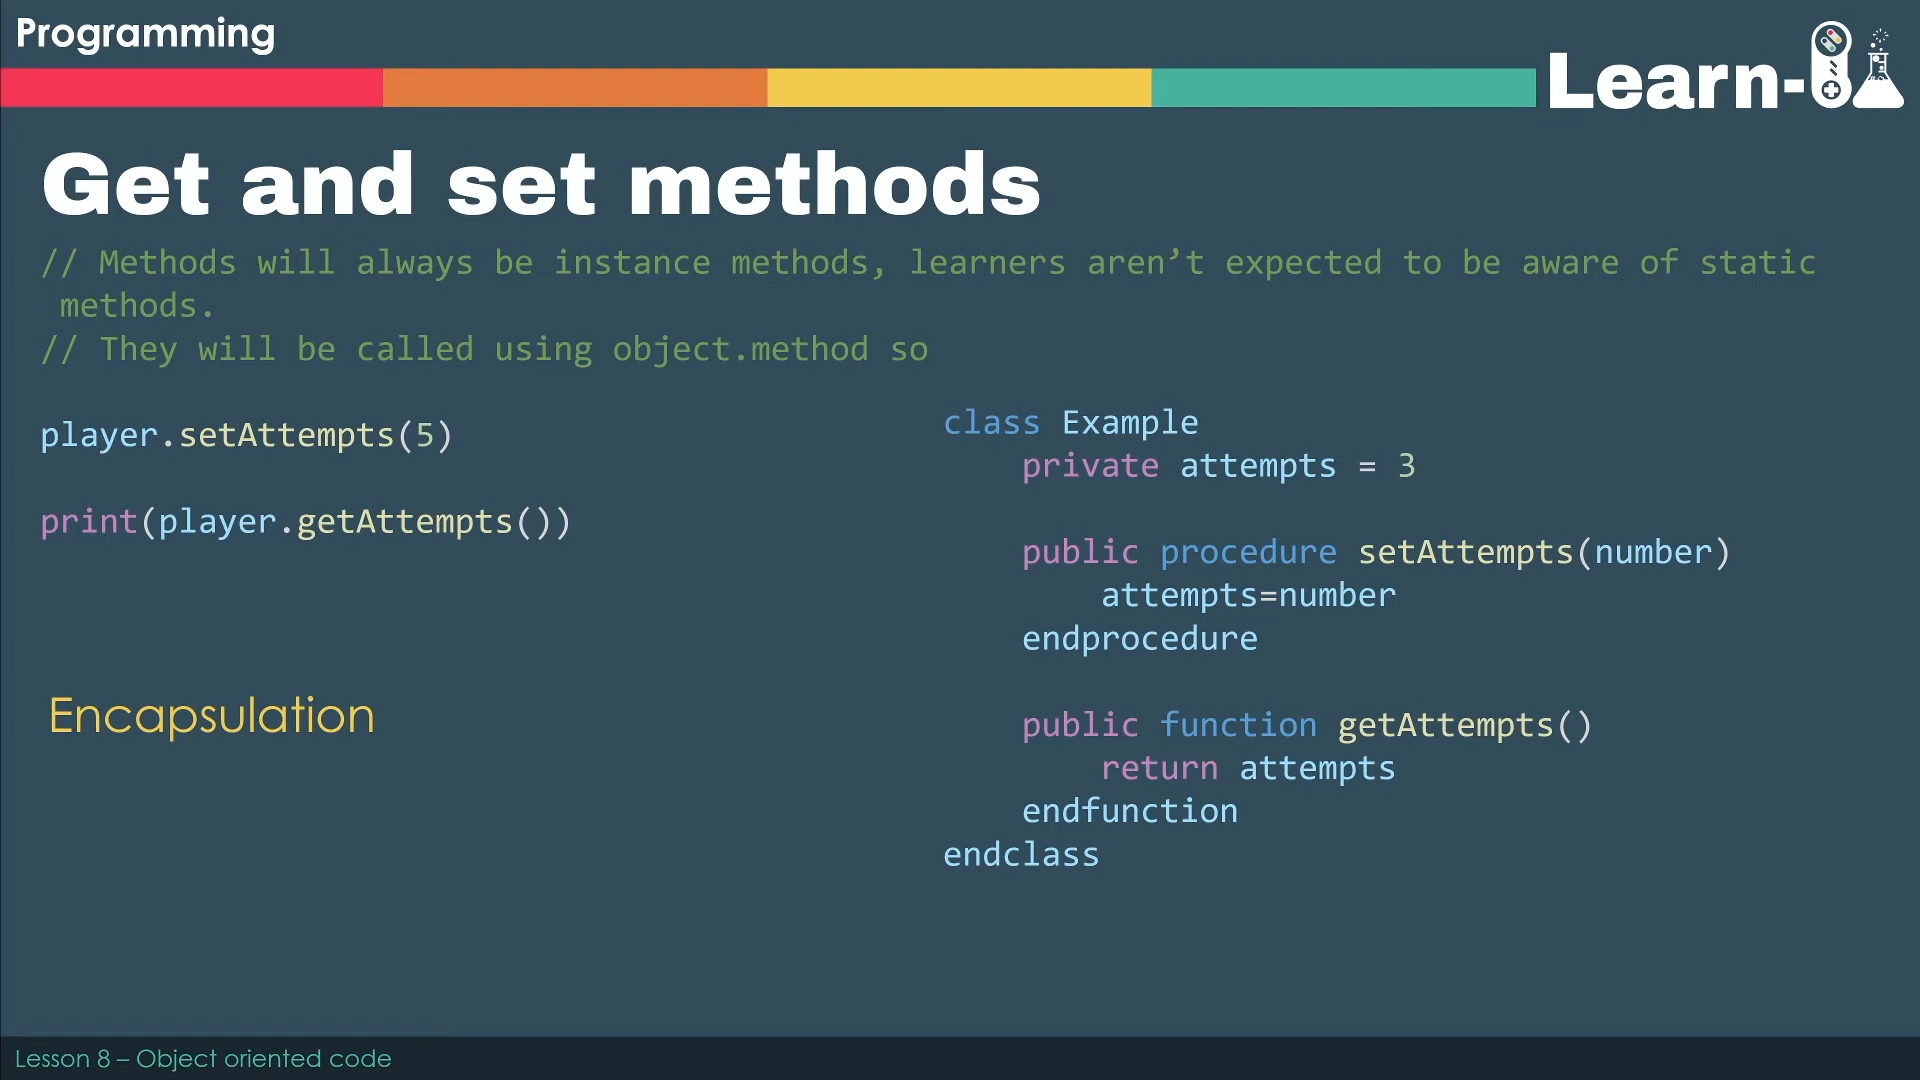 Programming
Learn-
Get and set methods
// Methods will always be instance methods, learners aren’t expected to be aware of static
methods.
// They will be called using object.method so
player.setAttempts(5)
print(player.getAttempts())
Encapsulation
class Example
private attempts = 3
public procedure setAttempts(number)
attempts=number
endprocedure
public function getAttempts()
return attempts
endfunction
endclass
Lesson 8 – Object oriented code